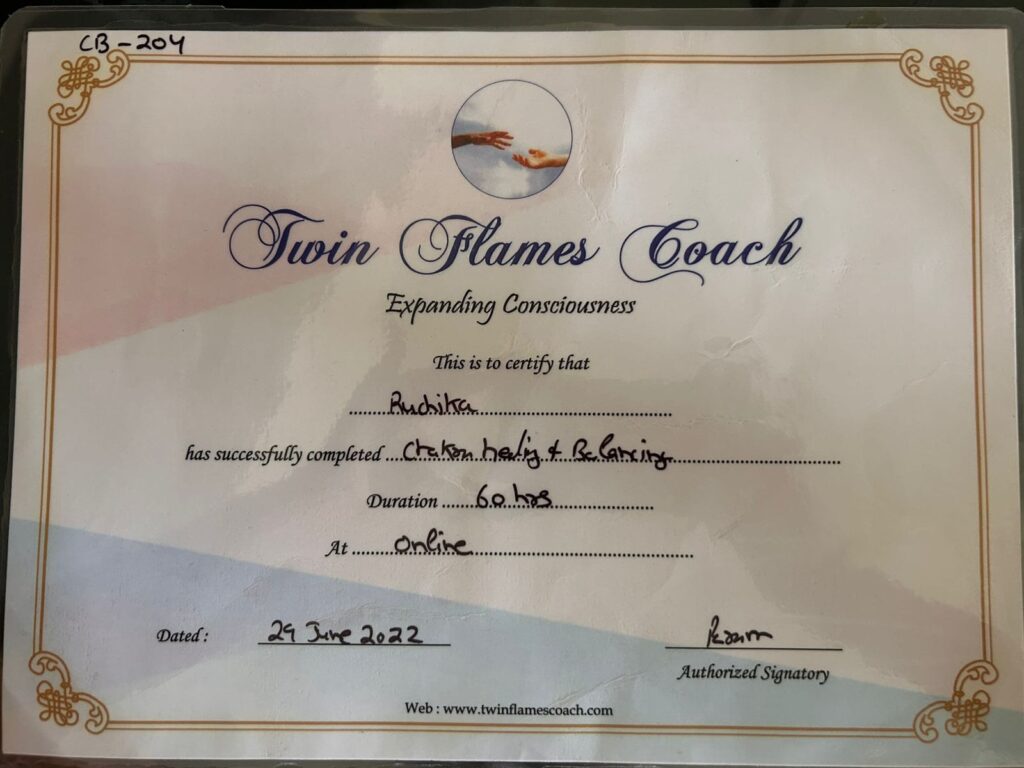 CB-204
Twin Flames Coach
Expanding Consciousness
This is to certify that
Ruchika
has successfully completed Chakra healing & Balancing
Duration 60 hrs
At Online
Dated : 29 June 2022
Authorized Signatory
Web : www.twinflamescoach.com